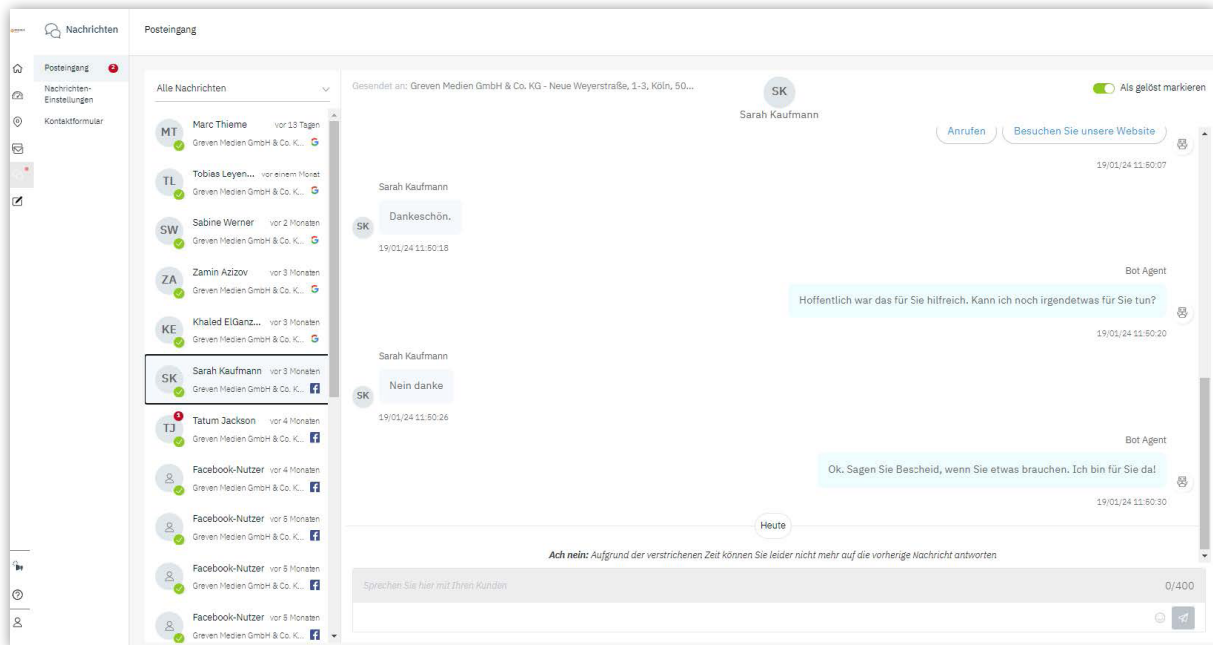 Nachrichten
Posteingang
Posteingang 2
Nachrichten-
Einstellungen
Kontaktformular
Alle Nachrichten
MT
Marc Thieme vor 13 Tagen
Greven Medien GmbH & Co. K...
TL
Tobias Leyen... vor einem Monat
Greven Medien GmbH & Co. K...
SW
Sabine Werner vor 2 Monaten
Greven Medien GmbH & Co. K...
ZA
Zamin Azizov vor 3 Monaten
Greven Medien GmbH & Co. K...
KE
Khaled ElGanz... vor 3 Monaten
Greven Medien GmbH & Co. K...
SK
Sarah Kaufmann vor 3 Monaten
Greven Medien GmbH & Co. K...
TJ
Tatum Jackson vor 4 Monaten
Greven Medien GmbH & Co. K...
Facebook-Nutzer vor 4 Monaten
Greven Medien GmbH & Co. K...
Facebook-Nutzer vor 5 Monaten
Greven Medien GmbH & Co. K...
Facebook-Nutzer vor 5 Monaten
Greven Medien GmbH & Co. K...
Facebook-Nutzer vor 5 Monaten
Greven Medien GmbH & Co. K...
Gesendet an: Greven Medien GmbH & Co. KG - Neue Weyerstraße, 1-3, Köln, 50...
SK
Sarah Kaufmann
Als gelöst markieren
Anrufen
Besuchen Sie unsere Website
19/01/24 11:50:07
Sarah Kaufmann
SK
Dankeschön.
19/01/24 11:50:18
Bot Agent
Hoffentlich war das für Sie hilfreich. Kann ich noch irgendetwas für Sie tun?
19/01/24 11:50:20
Sarah Kaufmann
SK
Nein danke
19/01/24 11:50:26
Bot Agent
Ok. Sagen Sie Bescheid, wenn Sie etwas brauchen. Ich bin für Sie da!
19/01/24 11:50:30
Heute
Ach nein: Aufgrund der verstrichenen Zeit können Sie leider nicht mehr auf die vorherige Nachricht antworten
Sprechen Sie hier mit Ihren Kunden
0/400